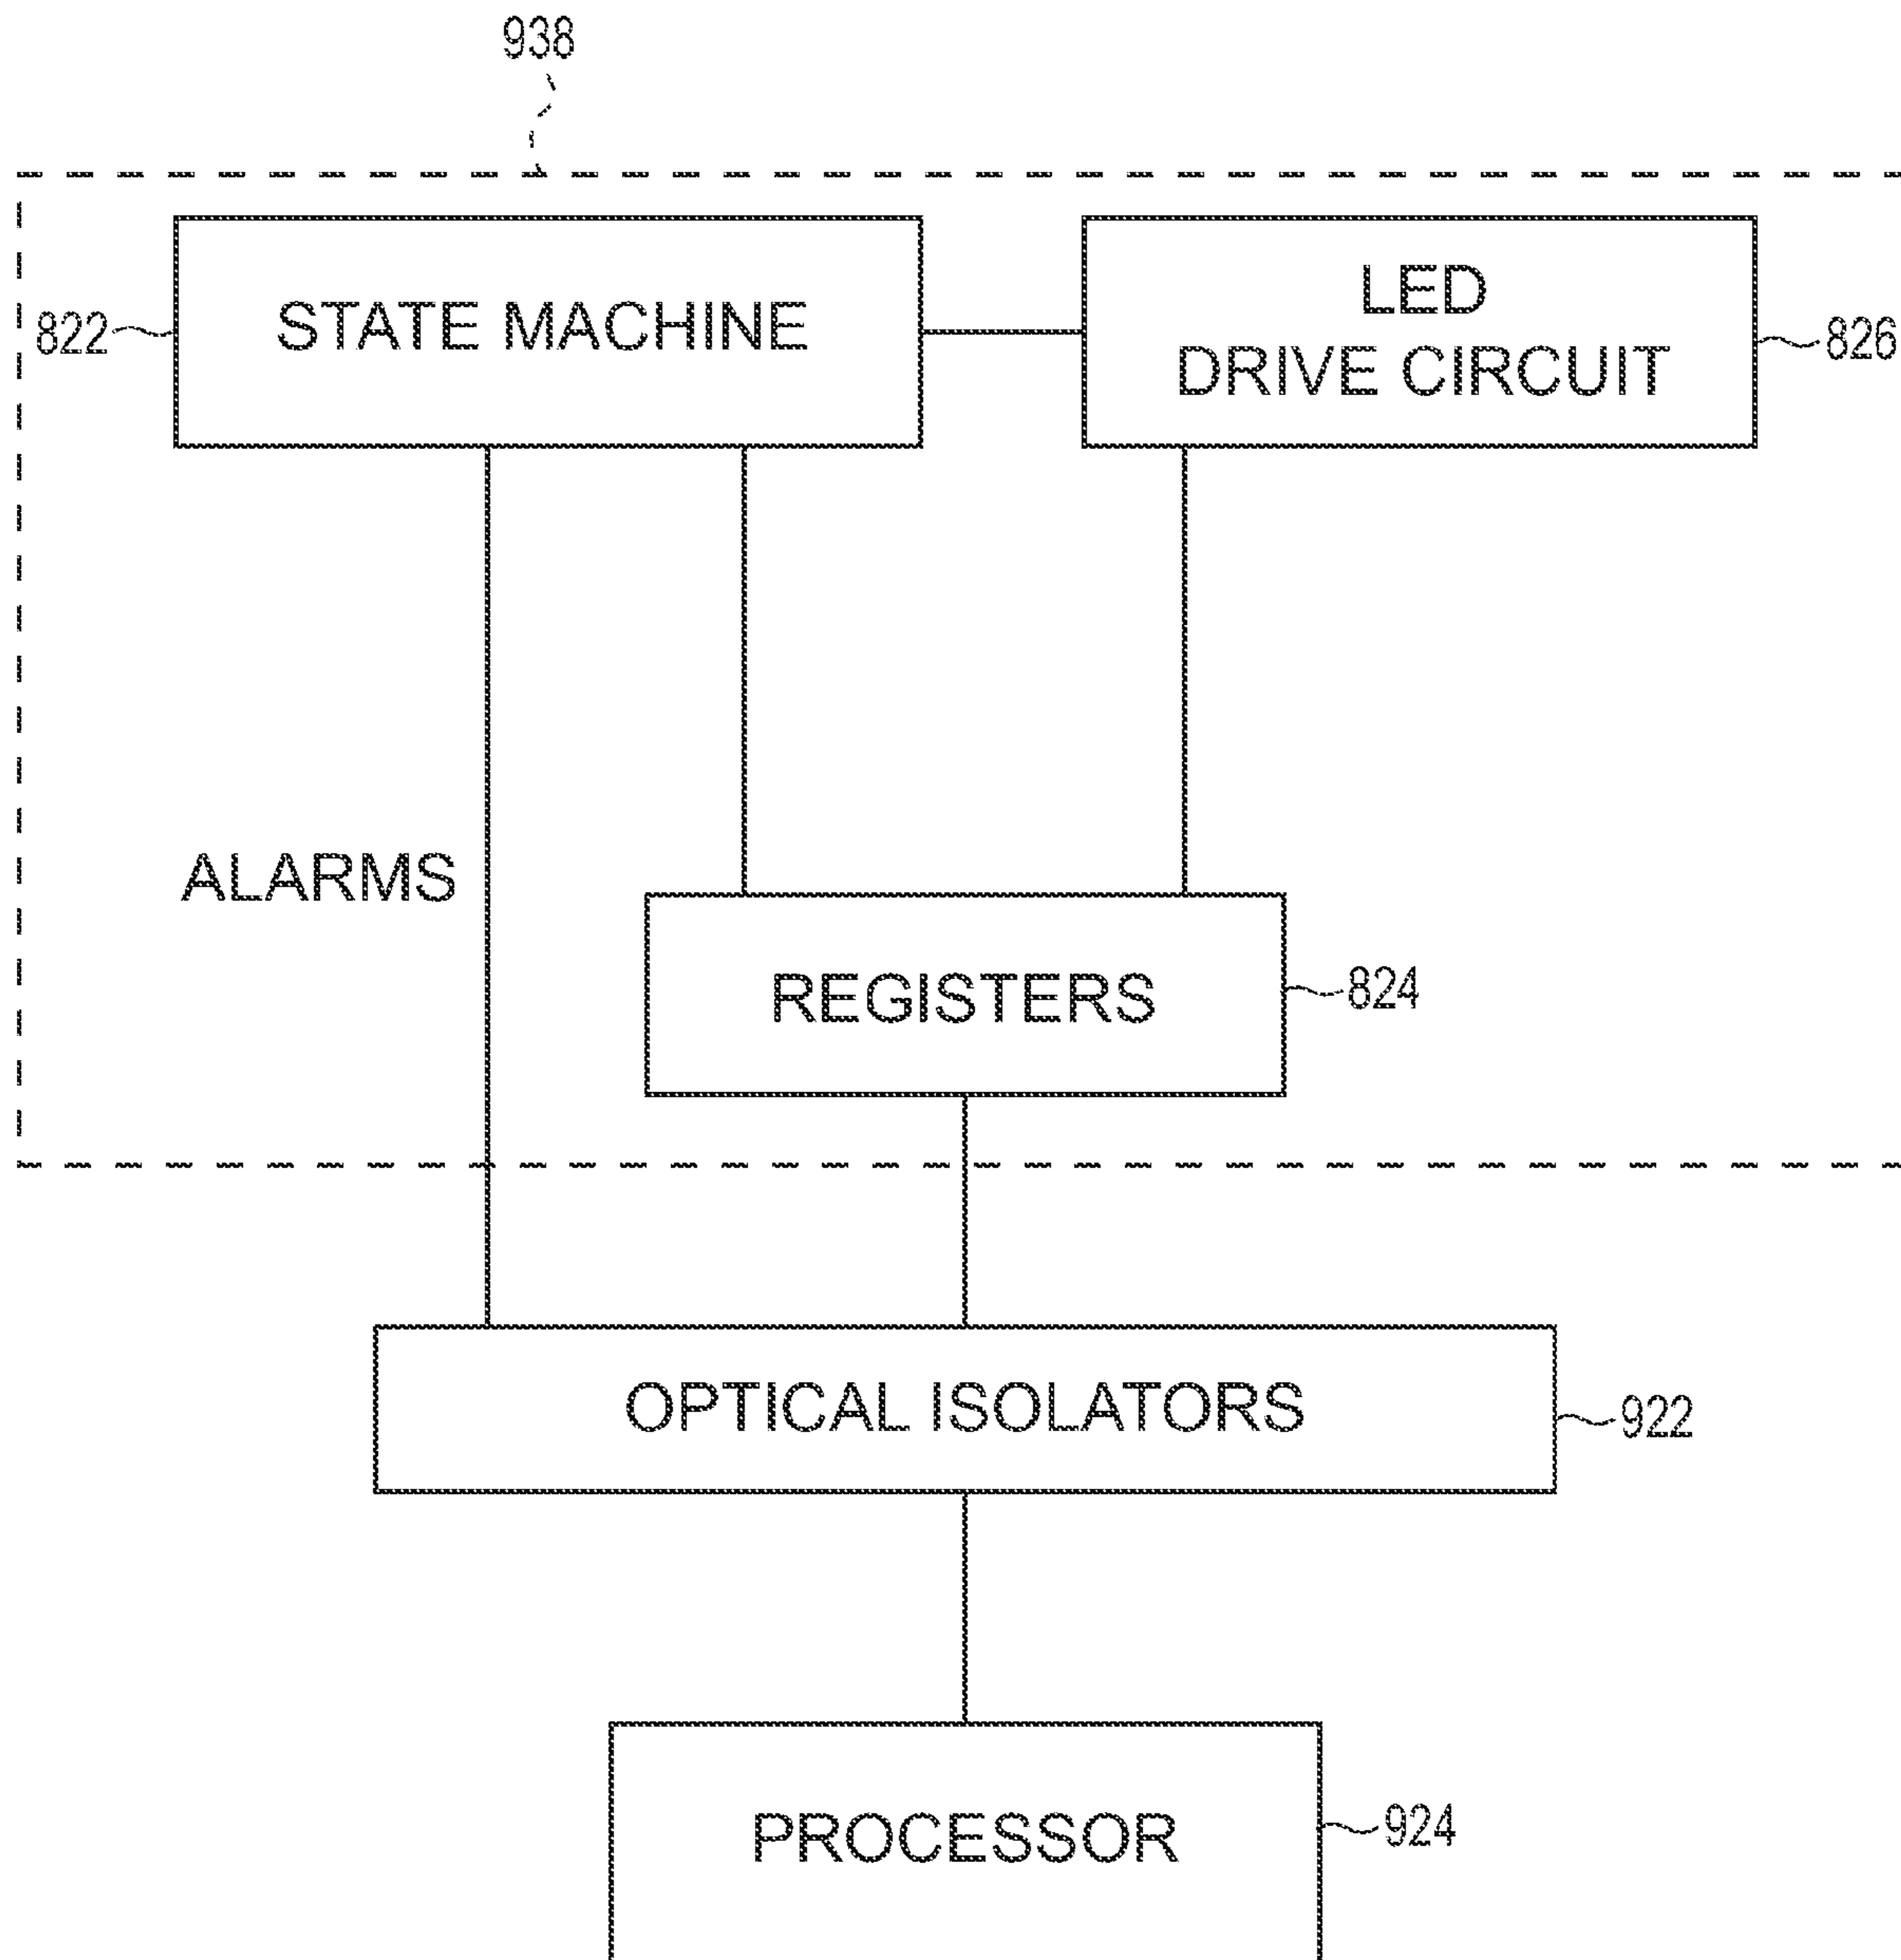 938
STATE MACHINE
822
LED
DRIVE CIRCUIT
826
ALARMS
REGISTERS
824
OPTICAL ISOLATORS
922
PROCESSOR
924